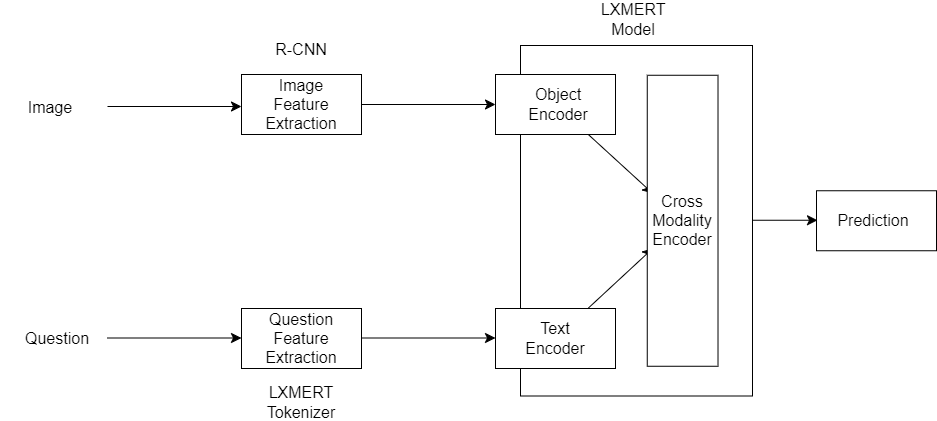 LXMERT
Model
R-CNN
Image
Image
Feature
Extraction
Object
Encoder
Cross
Modality
Encoder
Prediction
Question
Question
Feature
Extraction
Text
Encoder
LXMERT
Tokenizer